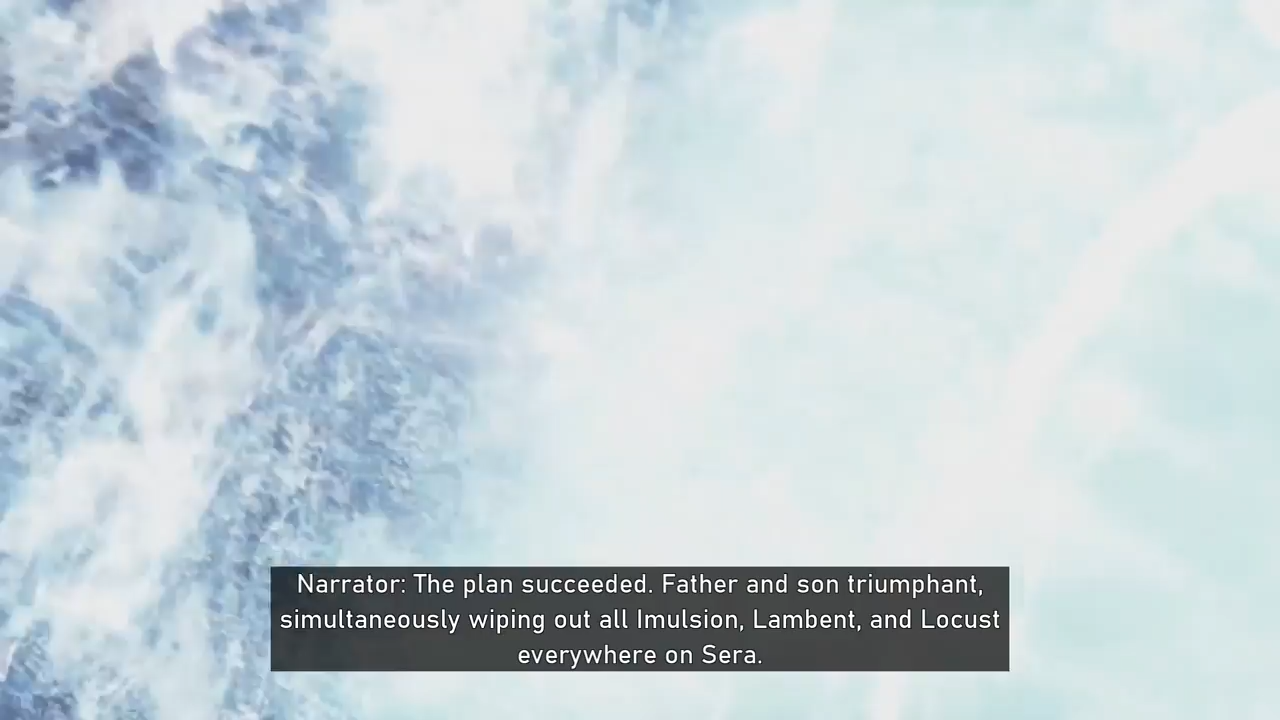 Narrator: The plan succeeded. Father and son triumphant,
simultaneously wiping out all Imulsion, Lambent, and Locust
everywhere on Sera.